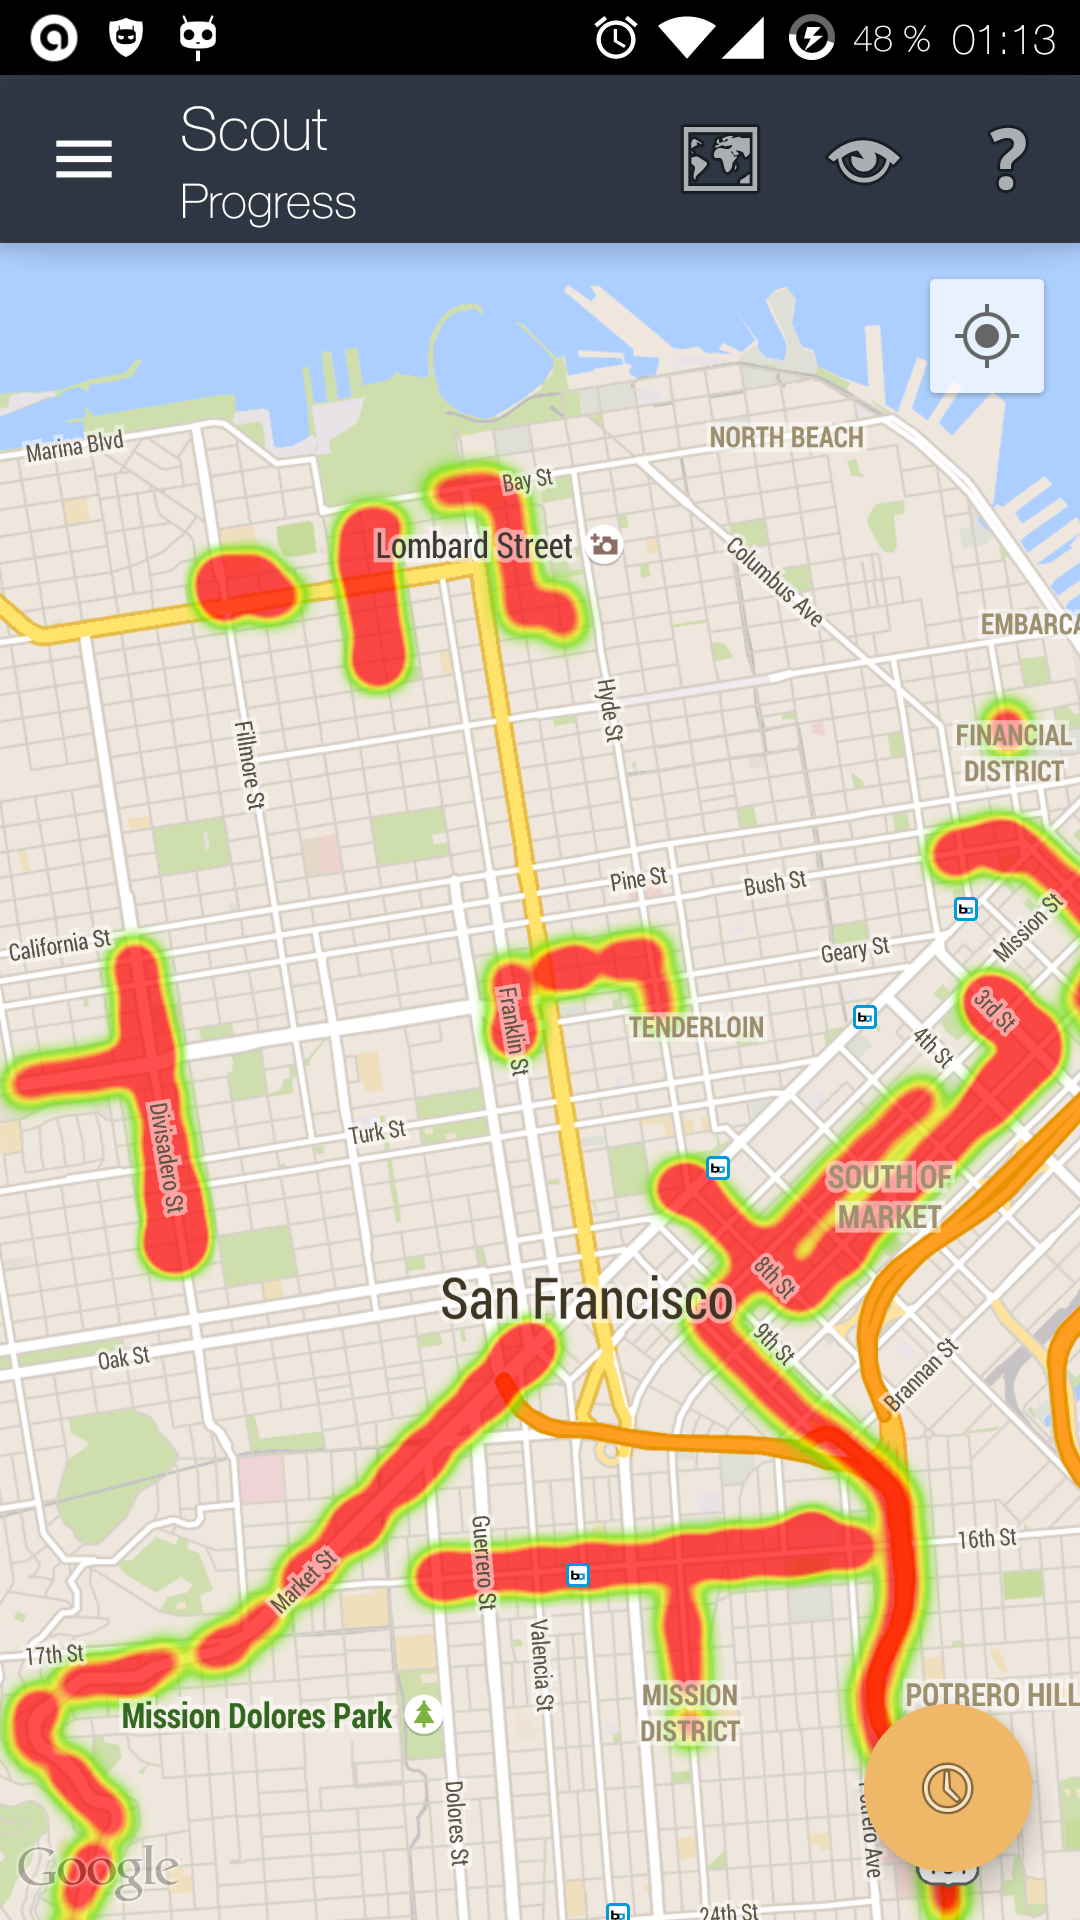 48 % 01:13
Scout
Progress
Marina Blvd
NORTH BEACH
Bay St
Lombard Street
Columbus Ave
EMBARCA
Hyde St
Fillmore St
FINANCIAL
DISTRICT
Pine St
Bush St
California St
Geary St
Mission St
Franklin St
TENDERLOIN
3rd St
4th St
Divisadero St
Turk St
SOUTH OF
MARKET
8th St
San Francisco
9th St
Oak St
Brannan St
Guerrero St
16th St
Market St
Valencia St
17th St
Mission Dolores Park
MISSION
DISTRICT
POTRERO HILL
Dolores St
Potrero Ave
Google
24th St